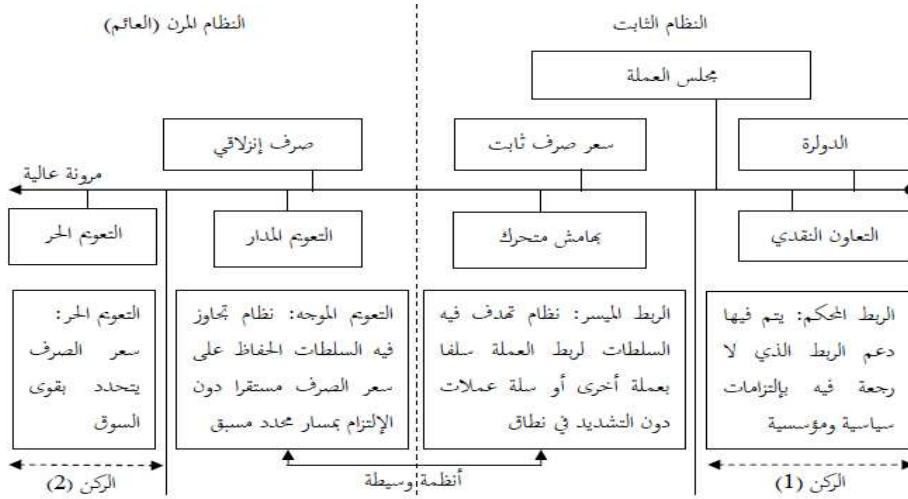 النظام الثابت
النظام المرن (العائم)
مجلس العملة
الدولرة
سعر صرف ثابت
صرف إنزلاقي
مرونة عالية
التعاون النقدي
بهامش متحرك
التعويم المدار
التعويم الحر
الربط المحكم: يتم فيها
دعم الربط الذي لا
رجعة فيه بإلتزامات
سياسية ومؤسسية
الربط الميسر: نظام تهدف فيه
السلطات لربط العملة سلفا
بعملة أخرى أو سلة عملات
دون التشديد في نطاق
التعويم الموجه: نظام تجاوز
فيه السلطات الحفاظ على
سعر الصرف مستقرا دون
الإلتزام بمسار محدد مسبق
التعويم الحر:
سعر الصرف
يتحدد بقوى
السوق
الركن (1)
أنظمة وسيطة
الركن (2)